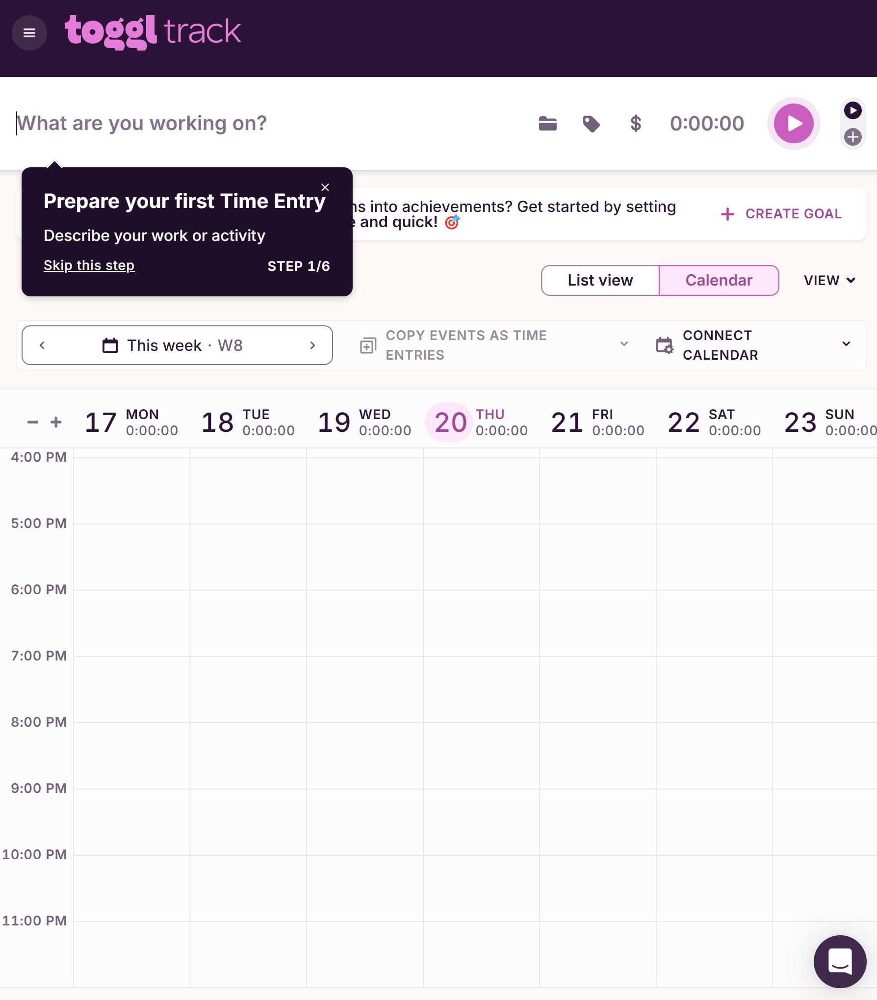 toggl track
What are you working on?
0:00:00
Prepare your first Time Entry
Describe your work or activity
Skip this step
STEP 1/6
into achievements? Get started by setting
and quick! 🎯
CREATE GOAL
List view
Calendar
VIEW
This week · W8
COPY EVENTS AS TIME
ENTRIES
CONNECT
CALENDAR
17 MON 0:00:00
18 TUE 0:00:00
19 WED 0:00:00
20 THU 0:00:00
21 FRI 0:00:00
22 SAT 0:00:00
23 SUN 0:00:00
4:00 PM
5:00 PM
6:00 PM
7:00 PM
8:00 PM
9:00 PM
10:00 PM
11:00 PM